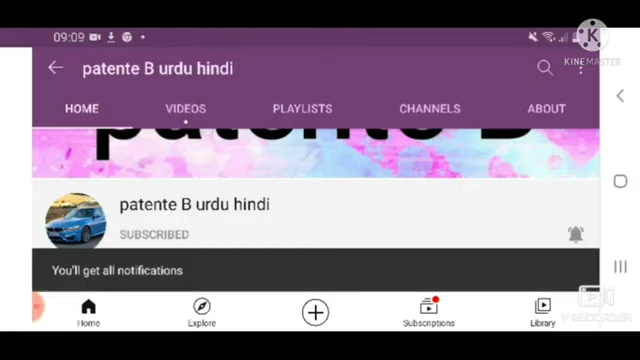 09:09
KINEMASTER
patente B urdu hindi
HOME VIDEOS PLAYLISTS CHANNELS ABOUT
patente B
patente B urdu hindi
SUBSCRIBED
You'll get all notifications
Home Explore Subscriptions Library
V RECORDER